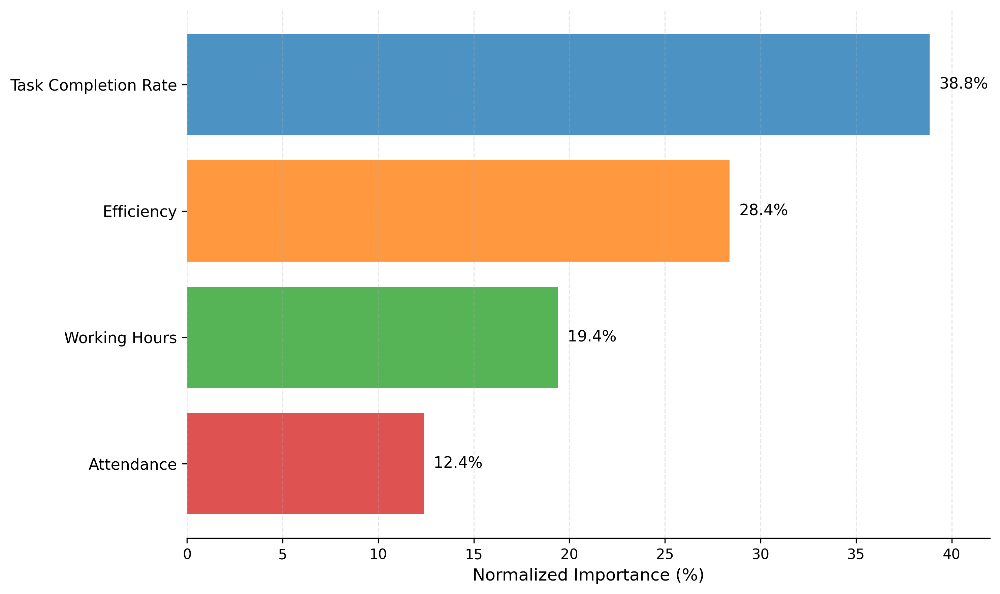 Task Completion Rate
38.8%
Efficiency
28.4%
Working Hours
19.4%
Attendance
12.4%
0 5 10 15 20 25 30 35 40
Normalized Importance (%)